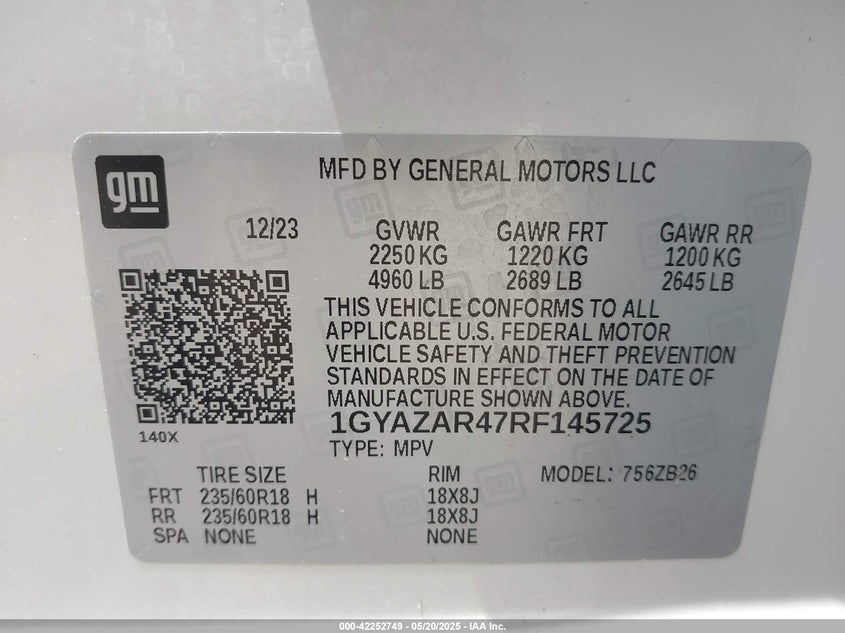 gm
MFD BY GENERAL MOTORS LLC
12/23 GVWR GAWR FRT GAWR RR
2250 KG 1220 KG 1200 KG
4960 LB 2689 LB 2645 LB
THIS VEHICLE CONFORMS TO ALL
APPLICABLE U.S. FEDERAL MOTOR
VEHICLE SAFETY AND THEFT PREVENTION
STANDARDS IN EFFECT ON THE DATE OF
MANUFACTURE SHOWN ABOVE.
1GYAZAR47RF145725
140X
TYPE: MPV
TIRE SIZE RIM MODEL: 756ZB26
FRT 235/60R18 H 18X8J
RR 235/60R18 H 18X8J
SPA NONE NONE
000-42252749 — 05/20/2025 — IAA Inc.